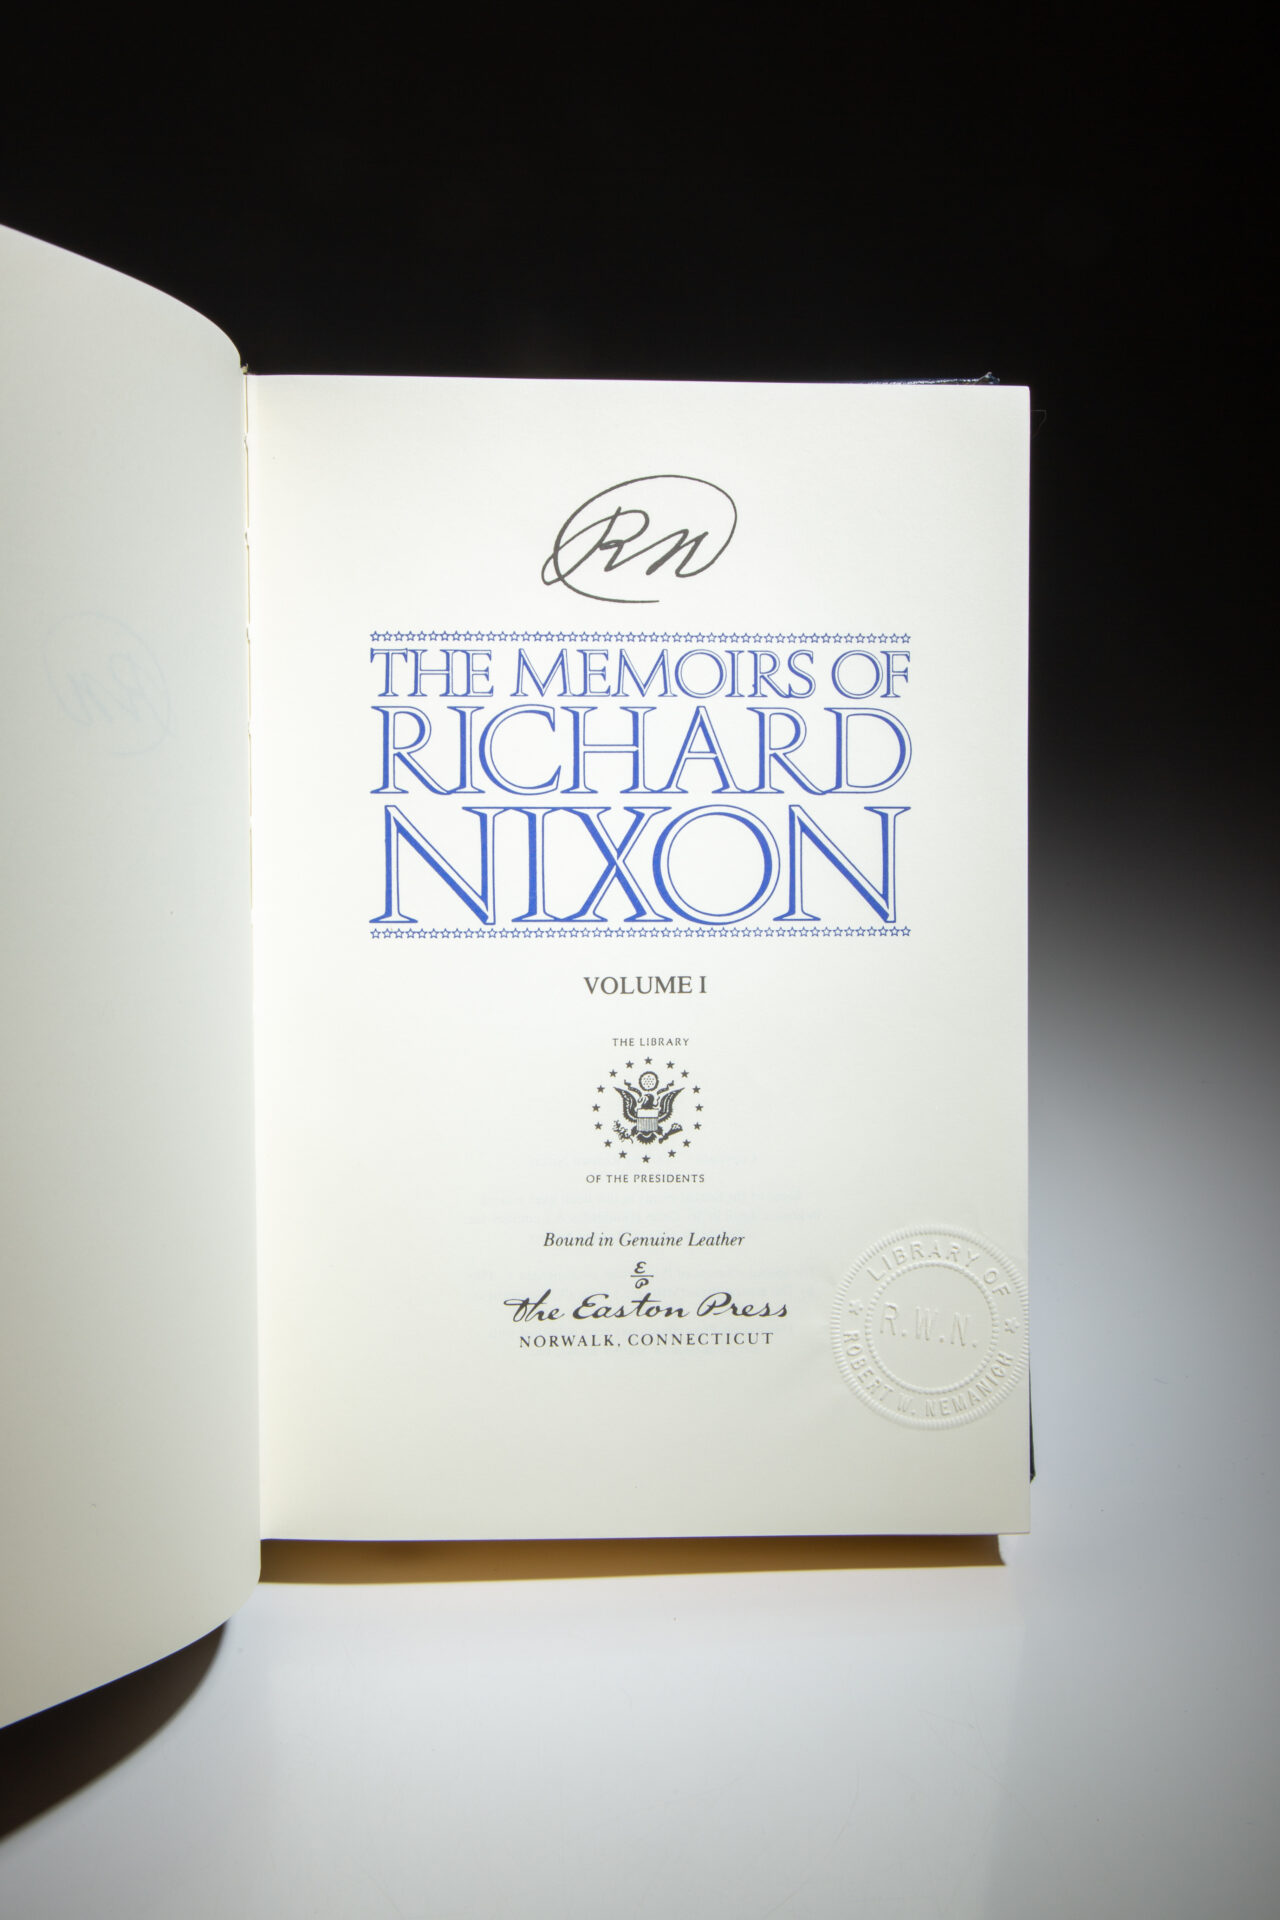 RN
THE MEMOIRS OF
RICHARD
NIXON
VOLUME I
THE LIBRARY
OF THE PRESIDENTS
Bound in Genuine Leather
E
P
The Easton Press
NORWALK, CONNECTICUT
LIBRARY OF
R.W.N.
ROBERT W. NEMANICH